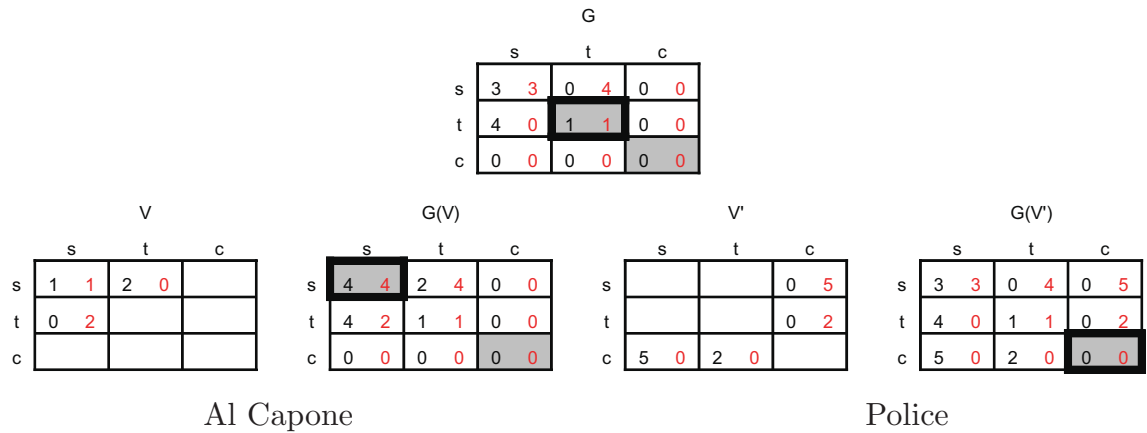 G
s t c
s 3 3 0 4 0 0
t 4 0 1 1 0 0
c 0 0 0 0 0 0
V G(V) V' G(V')
s t c s t c s t c s t c
s 1 1 2 0 s 4 4 2 4 0 0 s 0 5 s 3 3 0 4 0 5
t 0 2 t 4 2 1 1 0 0 t 0 2 t 4 0 1 1 0 2
c c 0 0 0 0 0 0 c 5 0 2 0 c 5 0 2 0 0 0
Al Capone Police